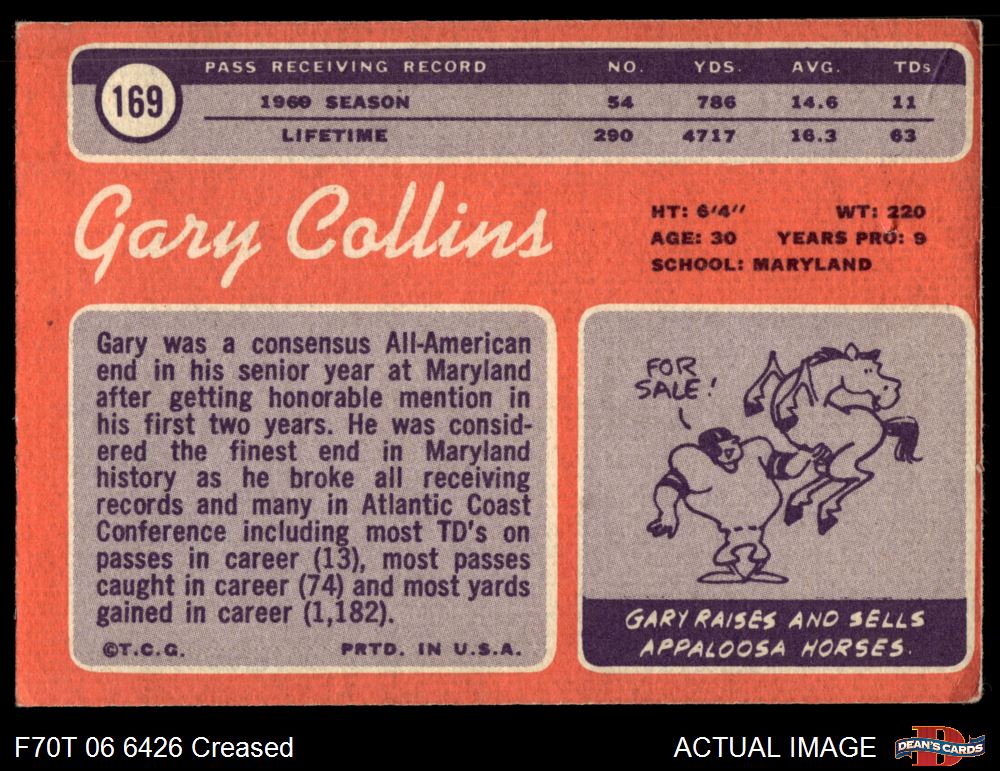 169
PASS RECEIVING RECORD NO. YDS. AVG. TDs
1969 SEASON 54 786 14.6 11
LIFETIME 290 4717 16.3 63
Gary Collins
HT: 6'4" WT: 220
AGE: 30 YEARS PRO: 9
SCHOOL: MARYLAND
Gary was a consensus All-American
end in his senior year at Maryland
after getting honorable mention in
his first two years. He was consid-
ered the finest end in Maryland
history as he broke all receiving
records and many in Atlantic Coast
Conference including most TD's on
passes in career (13), most passes
caught in career (74) and most yards
gained in career (1,182).
©T.C.G. PRTD. IN U.S.A.
FOR
SALE!
GARY RAISES AND SELLS
APPALOOSA HORSES.
F70T 06 6426 Creased
ACTUAL IMAGE
DEAN'S CARDS